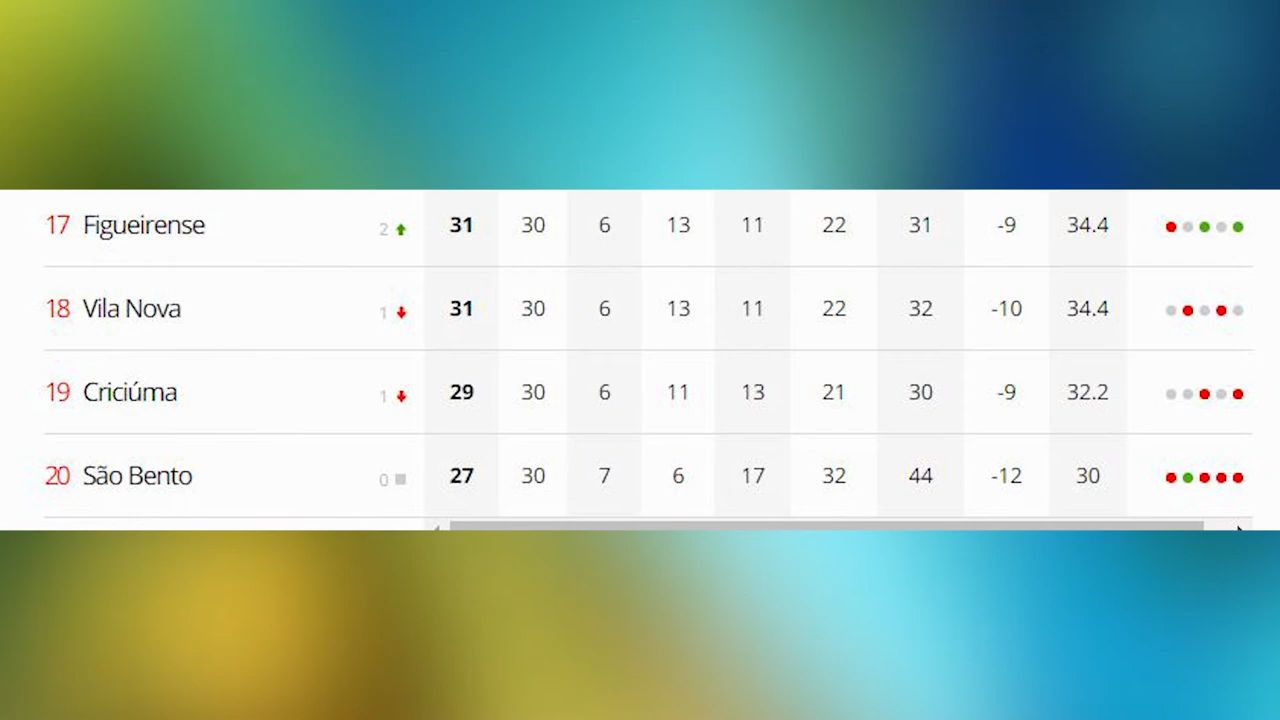 17 Figueirense 2 31 30 6 13 11 22 31 -9 34.4
18 Vila Nova 1 31 30 6 13 11 22 32 -10 34.4
19 Criciúma 1 29 30 6 11 13 21 30 -9 32.2
20 São Bento 0 27 30 7 6 17 32 44 -12 30